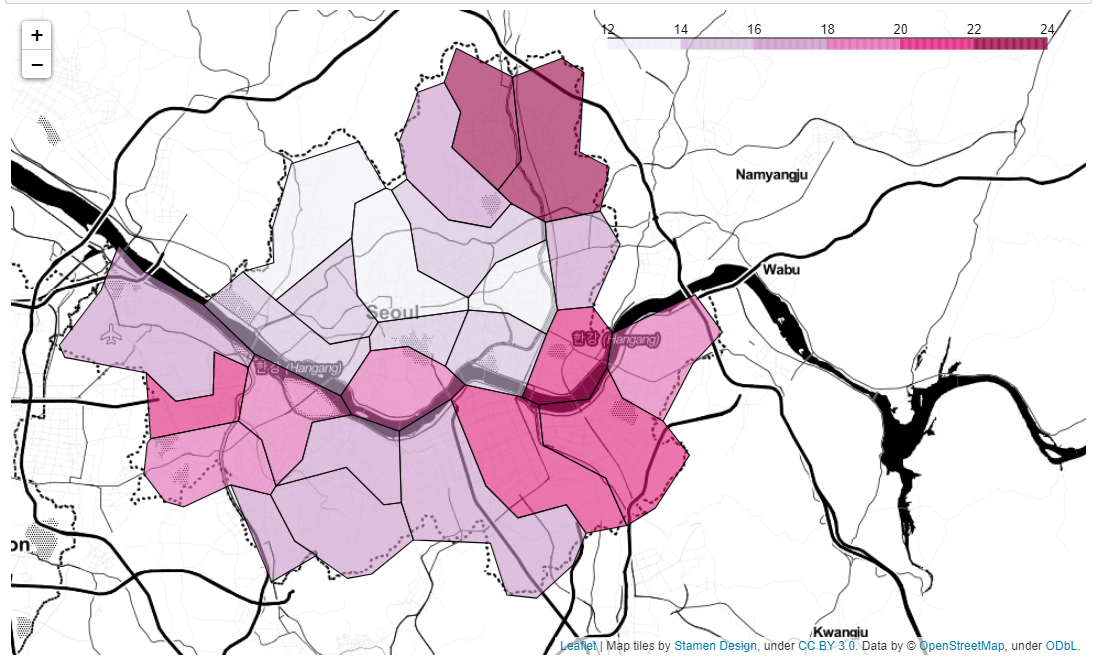 +
−
12 14 16 18 20 22 24
Namyangju
Wabu
Seoul
한강 (Hangang)
한강 (Hangang)
on
Kwangju
Leaflet | Map tiles by Stamen Design, under CC BY 3.0. Data by © OpenStreetMap, under ODbL.